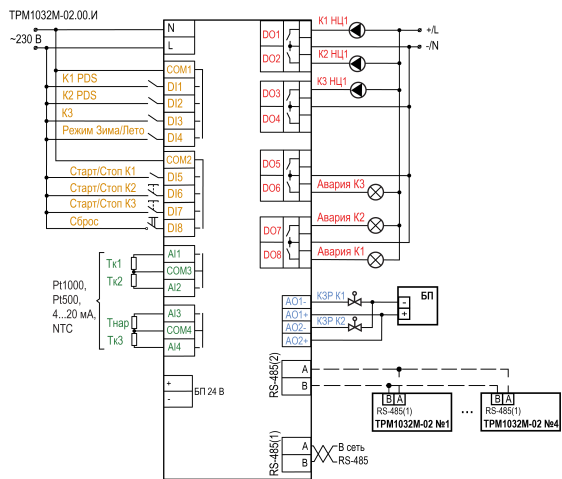 ТРМ1032М-02.00.И
~230 В
N
L
COM1
К1 PDS DI1
К2 PDS DI2
К3 DI3
Режим Зима/Лето DI4
COM2
Старт/Стоп К1 DI5
Старт/Стоп К2 DI6
Старт/Стоп К3 DI7
Сброс DI8
Pt1000,
Pt500,
4...20 мА,
NTC
Тк1 AI1
COM3
Тк2 AI2
Тнар AI3
COM4
Тк3 AI4
+
-
БП 24 В
DO1 К1 НЦ1
DO2 К2 НЦ1
DO3 К3 НЦ1
DO4
DO5
DO6 Авария К3
DO7 Авария К2
DO8 Авария К1
+/L
-/N
AO1- КЗР К1
AO1+
AO2- КЗР К2
AO2+
БП
-
+
RS-485(2)
A
B
B A
RS-485(1)
ТРМ1032М-02 №1
...
B A
RS-485(1)
ТРМ1032М-02 №4
RS-485(1)
A
B
В сеть
RS-485